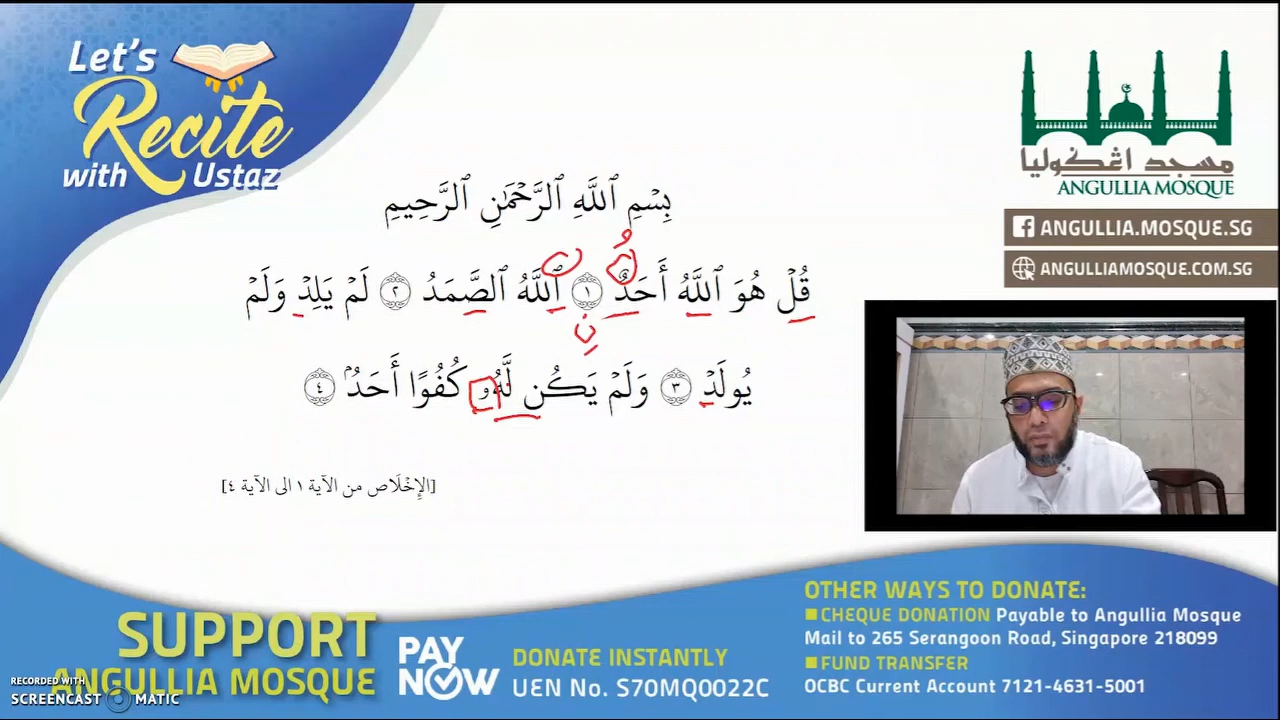 Let's
Recite
with Ustaz
مسجد اڠڬوليا
ANGULLIA MOSQUE
ANGULLIA.MOSQUE.SG
ANGULLIAMOSQUE.COM.SG
بِسۡمِ ٱللَّهِ ٱلرَّحۡمَٰنِ ٱلرَّحِيمِ
قُلۡ هُوَ ٱللَّهُ أَحَدٌ ١ ٱللَّهُ ٱلصَّمَدُ ٢ لَمۡ يَلِدۡ وَلَمۡ
يُولَدۡ ٣ وَلَمۡ يَكُن لَّهُۥ كُفُوًا أَحَدُۢ ٤
[الإِخۡلَاص من الآية ١ الى الآية ٤]
SUPPORT
ANGULLIA MOSQUE
PAY
NOW
DONATE INSTANTLY
UEN No. S70MQ0022C
OTHER WAYS TO DONATE:
CHEQUE DONATION Payable to Angullia Mosque
Mail to 265 Serangoon Road, Singapore 218099
FUND TRANSFER
OCBC Current Account 7121-4631-5001
RECORDED WITH
SCREENCAST MATIC